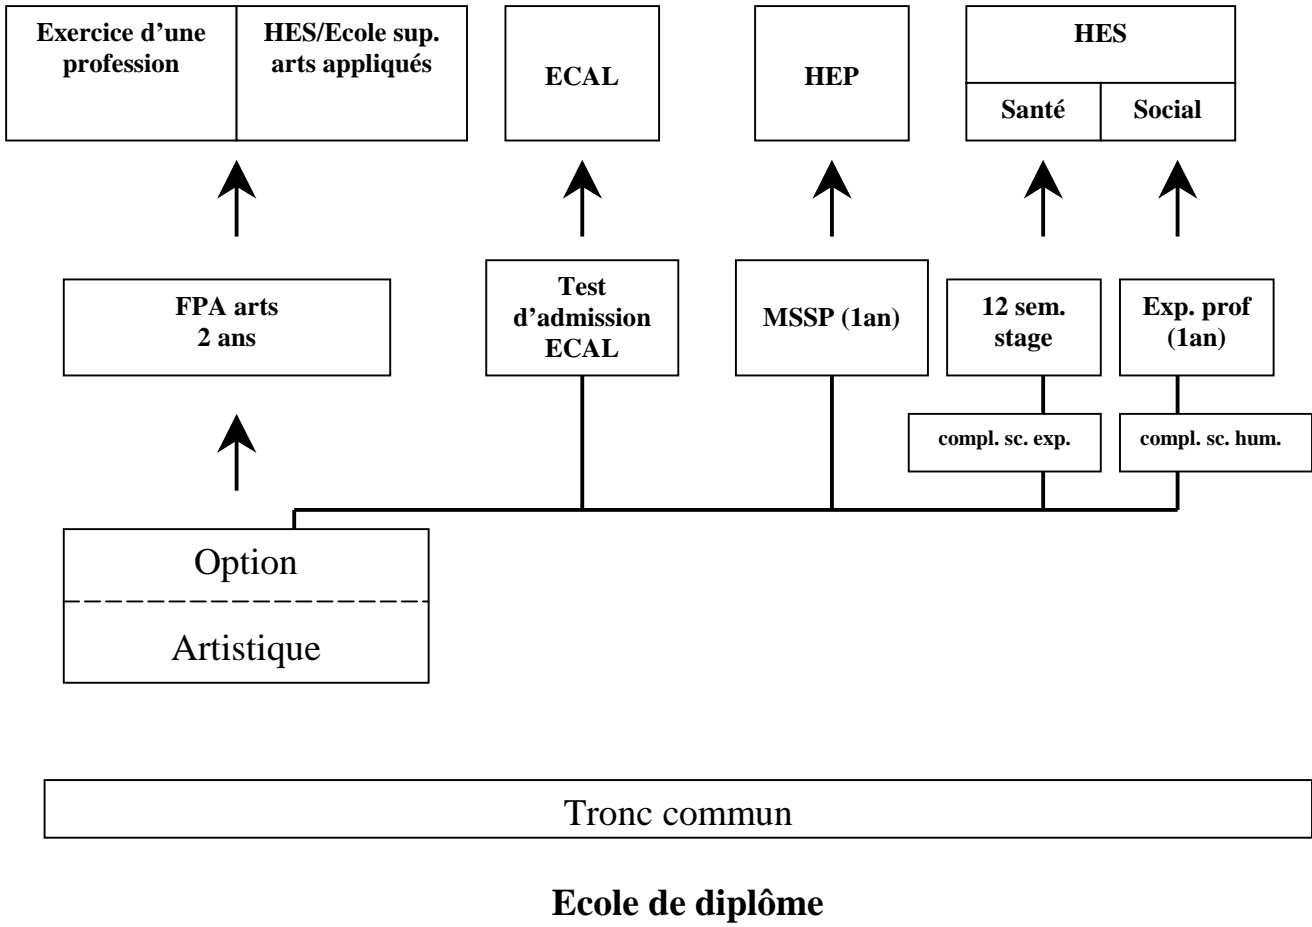 Exercice d’une
profession
HES/Ecole sup.
arts appliqués
ECAL
HEP
HES
Santé
Social
FPA arts
2 ans
Test
d’admission
ECAL
MSSP (1an)
12 sem.
stage
Exp. prof
(1an)
compl. sc. exp.
compl. sc. hum.
Option
Artistique
Tronc commun
Ecole de diplôme